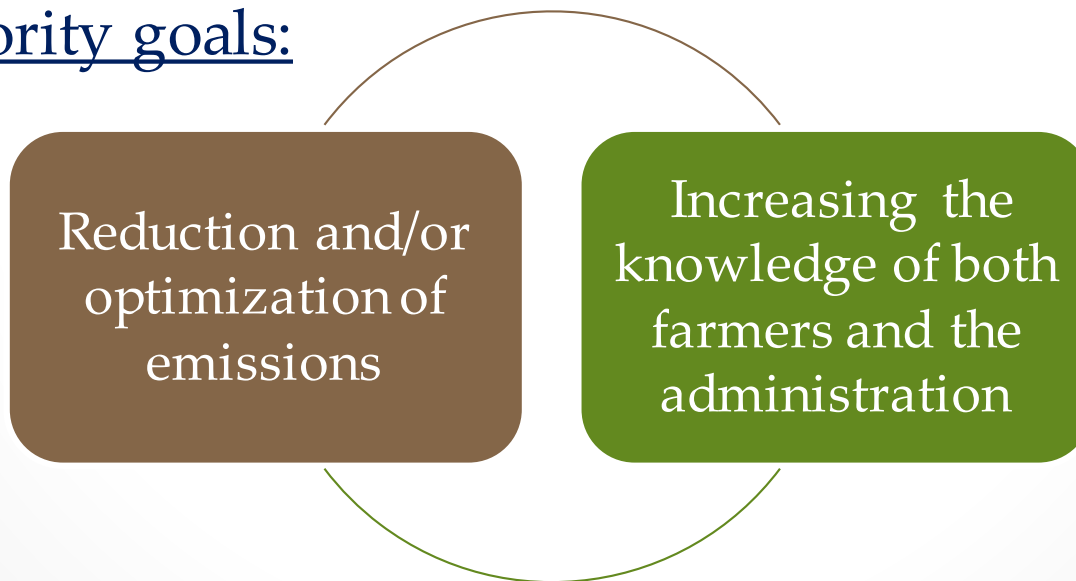 ority goals:
Reduction and/or
optimization of
emissions
Increasing the
knowledge of both
farmers and the
administration